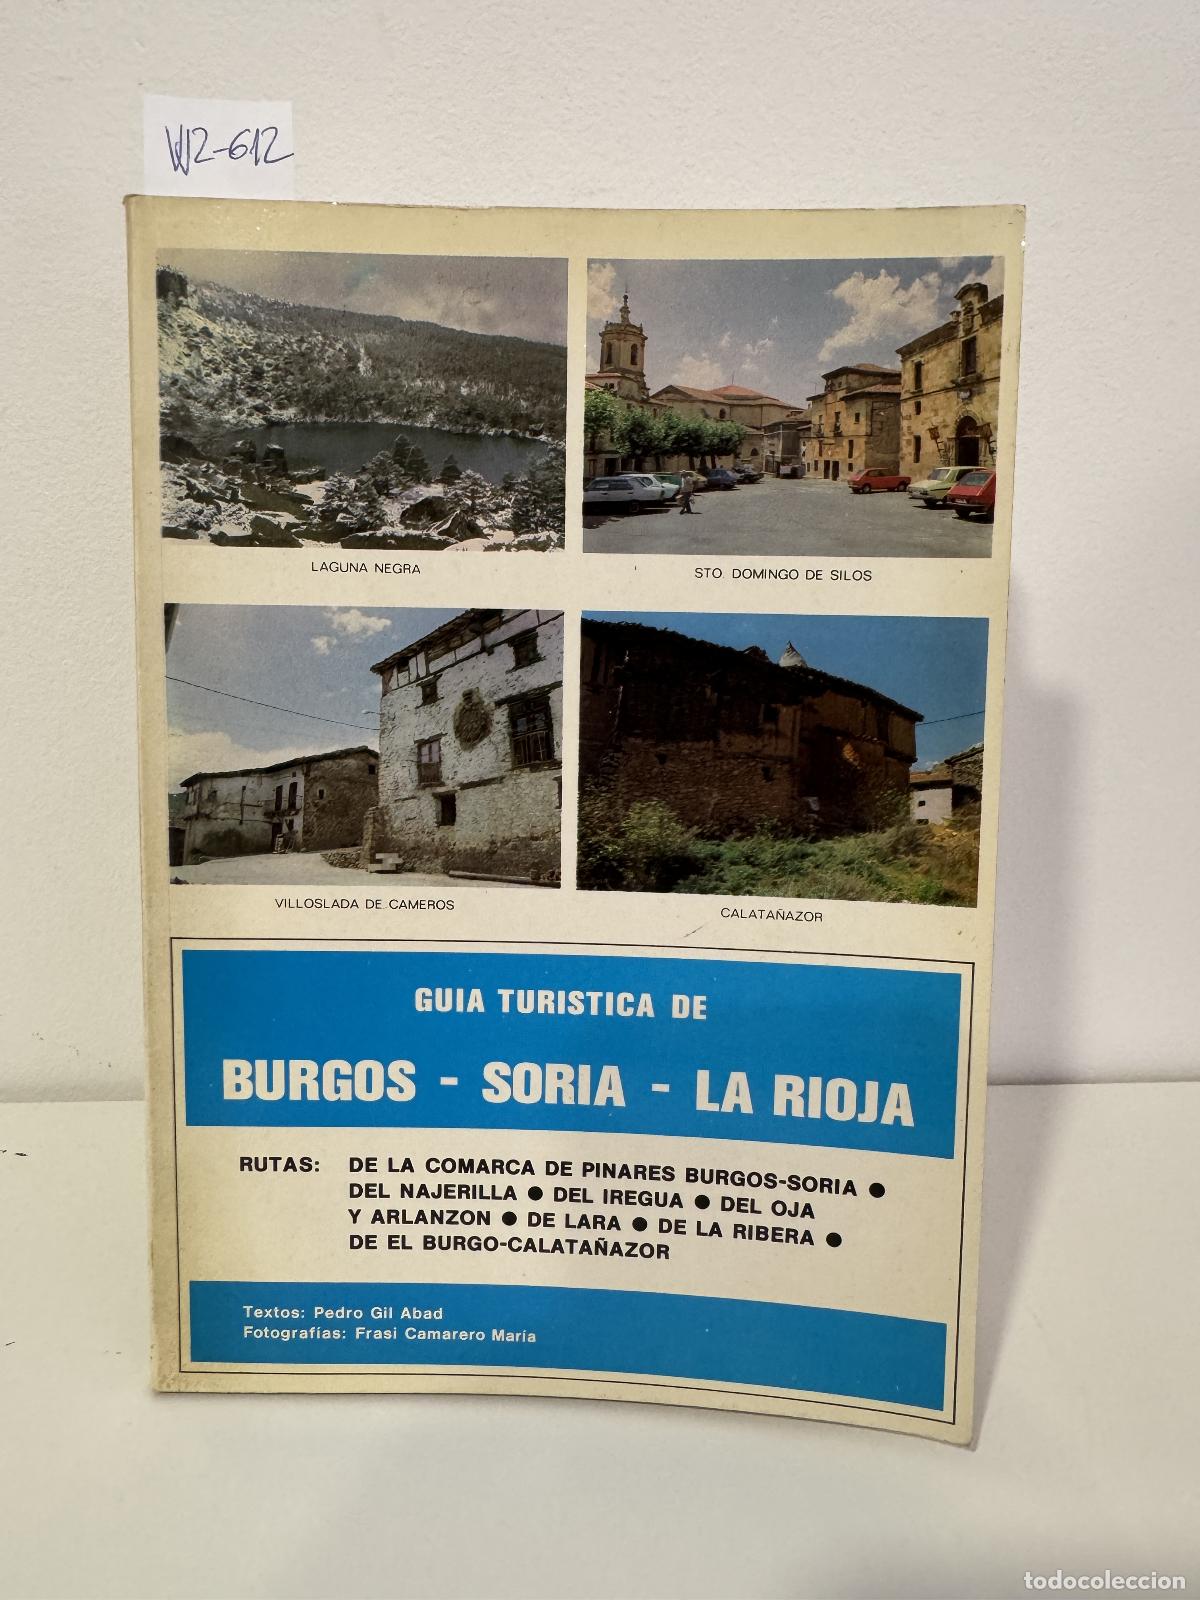 W2-612
LAGUNA NEGRA
STO. DOMINGO DE SILOS
VILLOSLADA DE CAMEROS
CALATAÑAZOR
GUIA TURISTICA DE
BURGOS - SORIA - LA RIOJA
RUTAS: DE LA COMARCA DE PINARES BURGOS-SORIA ●
DEL NAJERILLA ● DEL IREGUA ● DEL OJA
Y ARLANZON ● DE LARA ● DE LA RIBERA ●
DE EL BURGO-CALATAÑAZOR
Textos: Pedro Gil Abad
Fotografías: Frasi Camarero María
todocoleccion